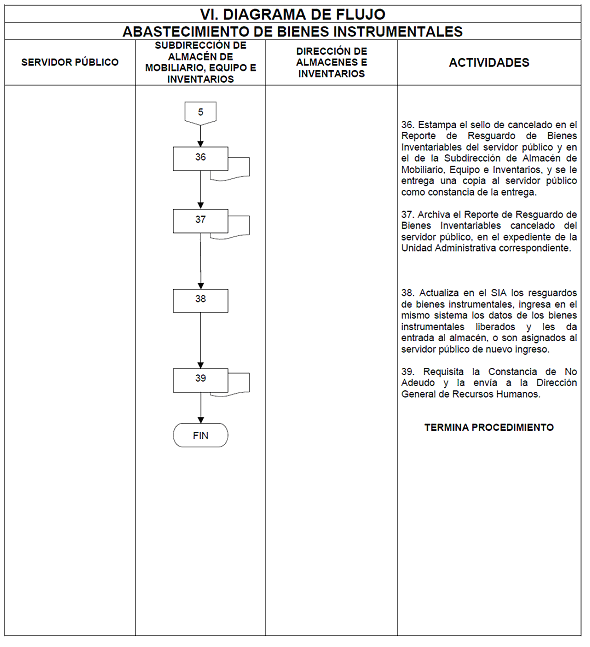 VI. DIAGRAMA DE FLUJO
ABASTECIMIENTO DE BIENES INSTRUMENTALES
SERVIDOR PÚBLICO
SUBDIRECCIÓN DE
ALMACÉN DE
MOBILIARIO, EQUIPO E
INVENTARIOS
DIRECCIÓN DE
ALMACENES E
INVENTARIOS
ACTIVIDADES
5
36
37
38
39
FIN
36. Estampa el sello de cancelado en el
Reporte de Resguardo de Bienes
Inventariables del servidor público y en
el de la Subdirección de Almacén de
Mobiliario, Equipo e Inventarios, y se le
entrega una copia al servidor público
como constancia de la entrega.
37. Archiva el Reporte de Resguardo de
Bienes Inventariables cancelado del
servidor público, en el expediente de la
Unidad Administrativa correspondiente.
38. Actualiza en el SIA los resguardos
de bienes instrumentales, ingresa en el
mismo sistema los datos de los bienes
instrumentales liberados y les da
entrada al almacén, o son asignados al
servidor público de nuevo ingreso.
39. Requisita la Constancia de No
Adeudo y la envía a la Dirección
General de Recursos Humanos.
TERMINA PROCEDIMIENTO